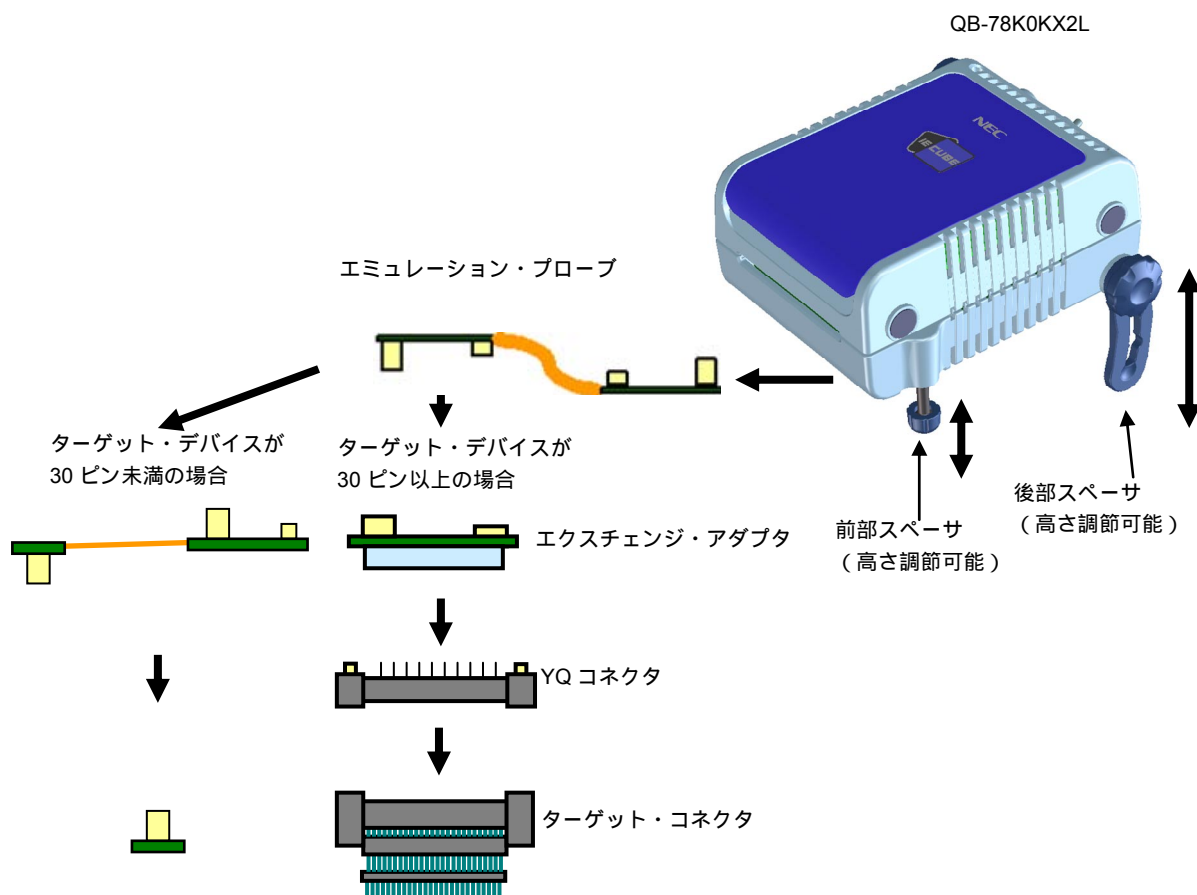 QB-78K0KX2L
NEC
IE CUBE
エミュレーション・プローブ
ターゲット・デバイスが
30 ピン未満の場合
ターゲット・デバイスが
30 ピン以上の場合
エクスチェンジ・アダプタ
前部スペーサ
（高さ調節可能）
後部スペーサ
（高さ調節可能）
YQ コネクタ
ターゲット・コネクタ